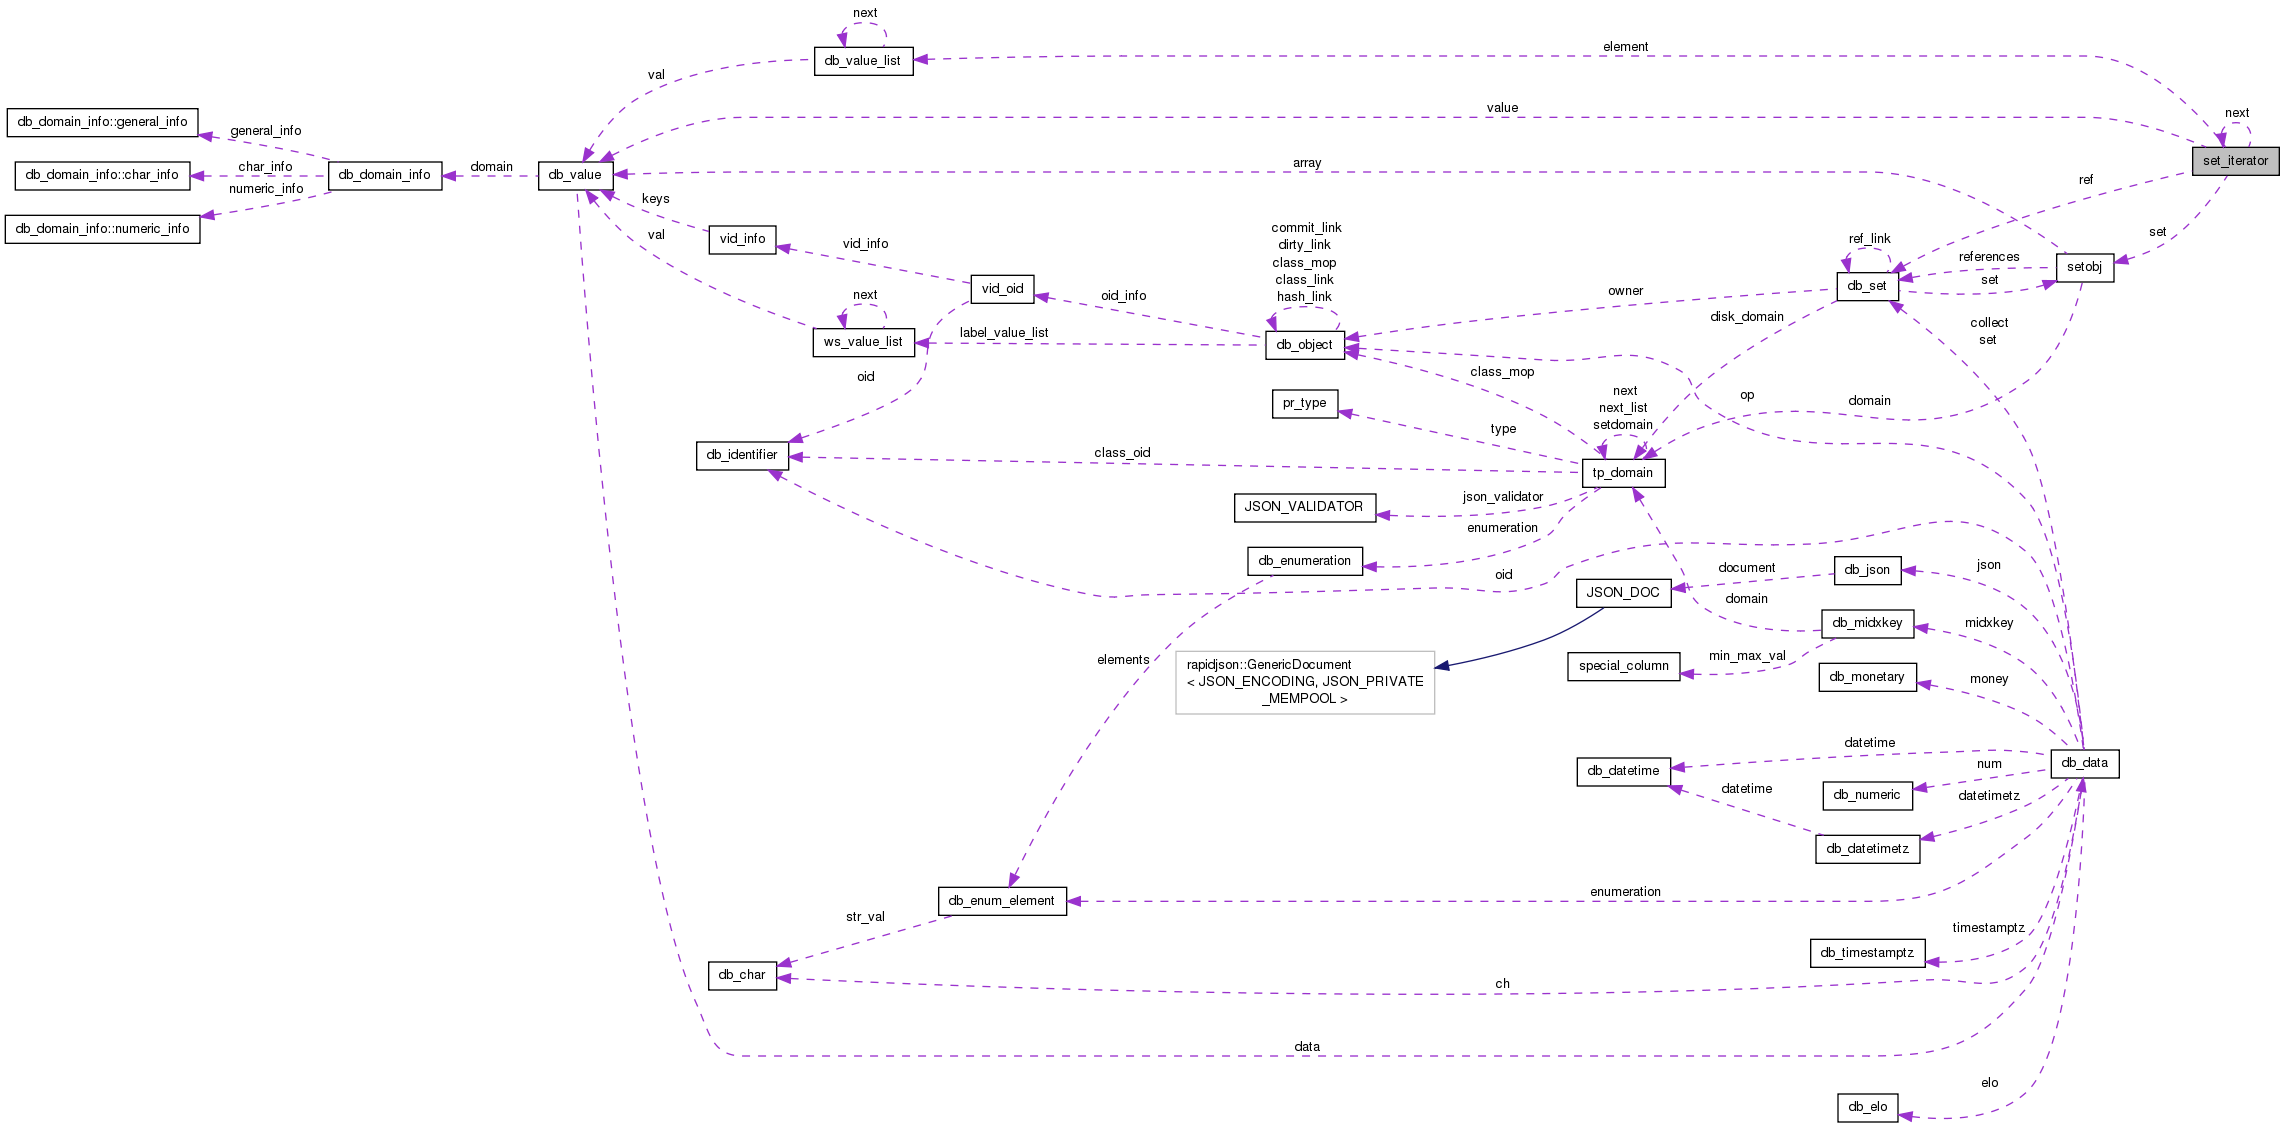 next
element
db_value_list
val
value
next
db_domain_info::general_info
general_info
set_iterator
array
char_info
domain
db_domain_info::char_info
db_domain_info
db_value
ref
numeric_info
keys
db_domain_info::numeric_info
val
vid_info
vid_info
commit_link
dirty_link
class_mop
class_link
hash_link
ref_link
set
references
setobj
set
db_set
vid_oid
oid_info
owner
next
disk_domain
collect
set
label_value_list
ws_value_list
db_object
oid
class_mop
next
next_list
setdomain
op
domain
pr_type
type
db_identifier
class_oid
tp_domain
JSON_VALIDATOR
json_validator
enumeration
db_enumeration
oid
document
db_json
json
JSON_DOC
domain
db_midxkey
midxkey
elements
rapidjson::GenericDocument
< JSON_ENCODING, JSON_PRIVATE
_MEMPOOL >
special_column
min_max_val
db_monetary
money
datetime
db_datetime
num
db_data
datetime
db_numeric
datetimetz
db_datetimetz
enumeration
db_enum_element
str_val
timestamptz
db_timestamptz
db_char
ch
data
elo
db_elo